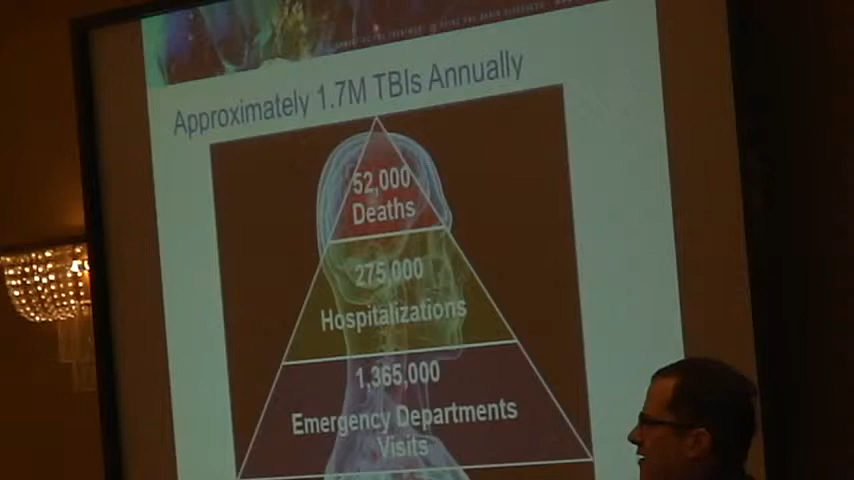 Approximately 1.7M TBIs Annually
52,000
Deaths
275,000
Hospitalizations
1,365,000
Emergency Departments
Visits